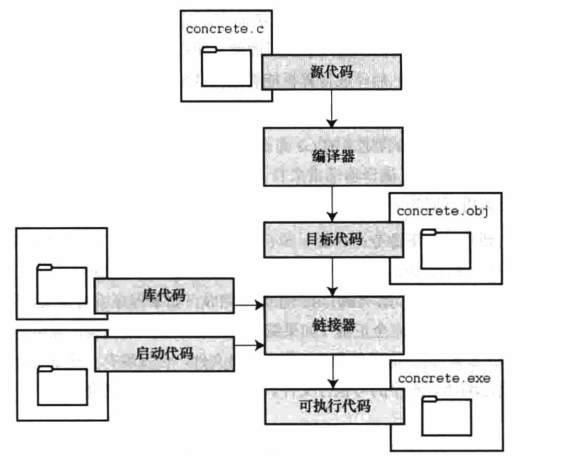 concrete.c
源代码
编译器
concrete.obj
目标代码
库代码
链接器
启动代码
concrete.exe
可执行代码